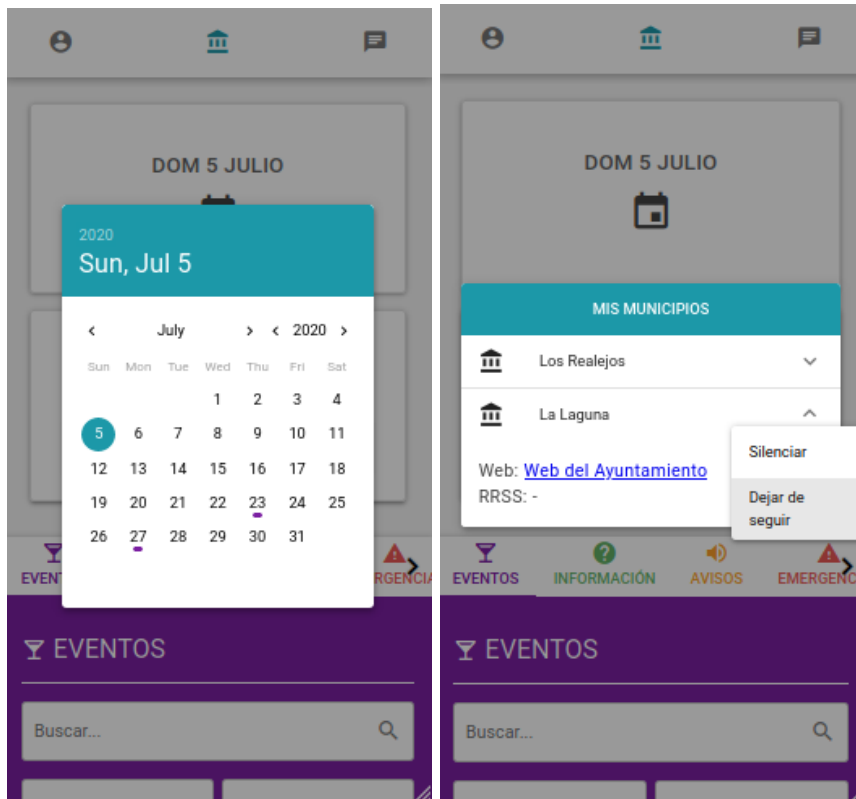 DOM 5 JULIO
2020
Sun, Jul 5
‹ July › ‹ 2020 ›
Sun Mon Tue Wed Thu Fri Sat
1 2 3 4
5 6 7 8 9 10 11
12 13 14 15 16 17 18
19 20 21 22 23 24 25
26 27 28 29 30 31
EVENT
RGENCIA
EVENTOS
Buscar...
DOM 5 JULIO
MIS MUNICIPIOS
Los Realejos
La Laguna
Silenciar
Web: Web del Ayuntamiento
RRSS: -
Dejar de
seguir
EVENTOS INFORMACIÓN AVISOS EMERGENC
EVENTOS
Buscar...